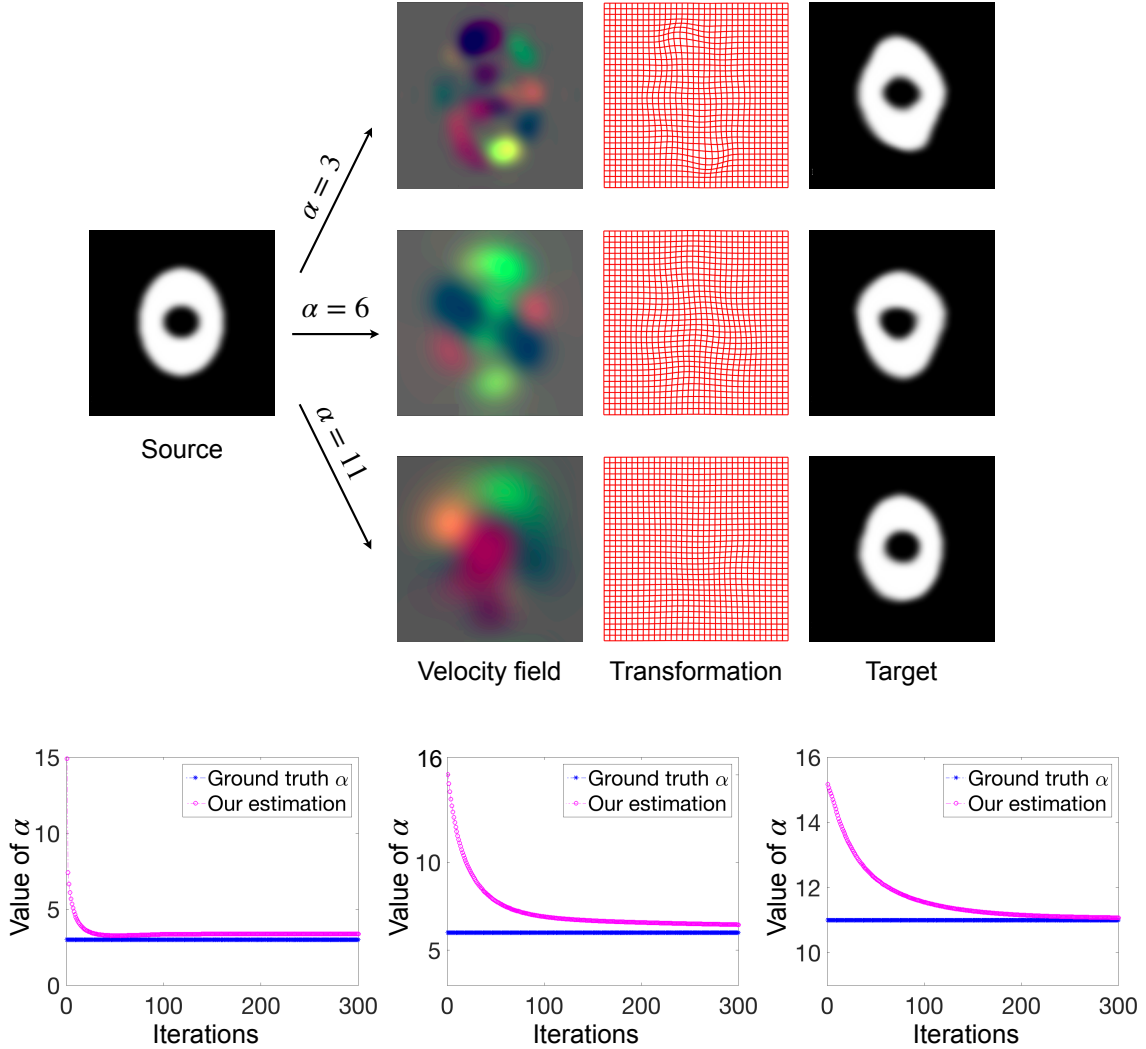 α = 3
α = 6
α = 11
Source
Velocity field
Transformation
Target
15
10
5
0
0
100
200
300
Value of α
Iterations
Ground truth α
Our estimation
16
10
5
0
100
200
300
Value of α
Iterations
Ground truth α
Our estimation
16
14
12
10
0
100
200
300
Value of α
Iterations
Ground truth α
Our estimation